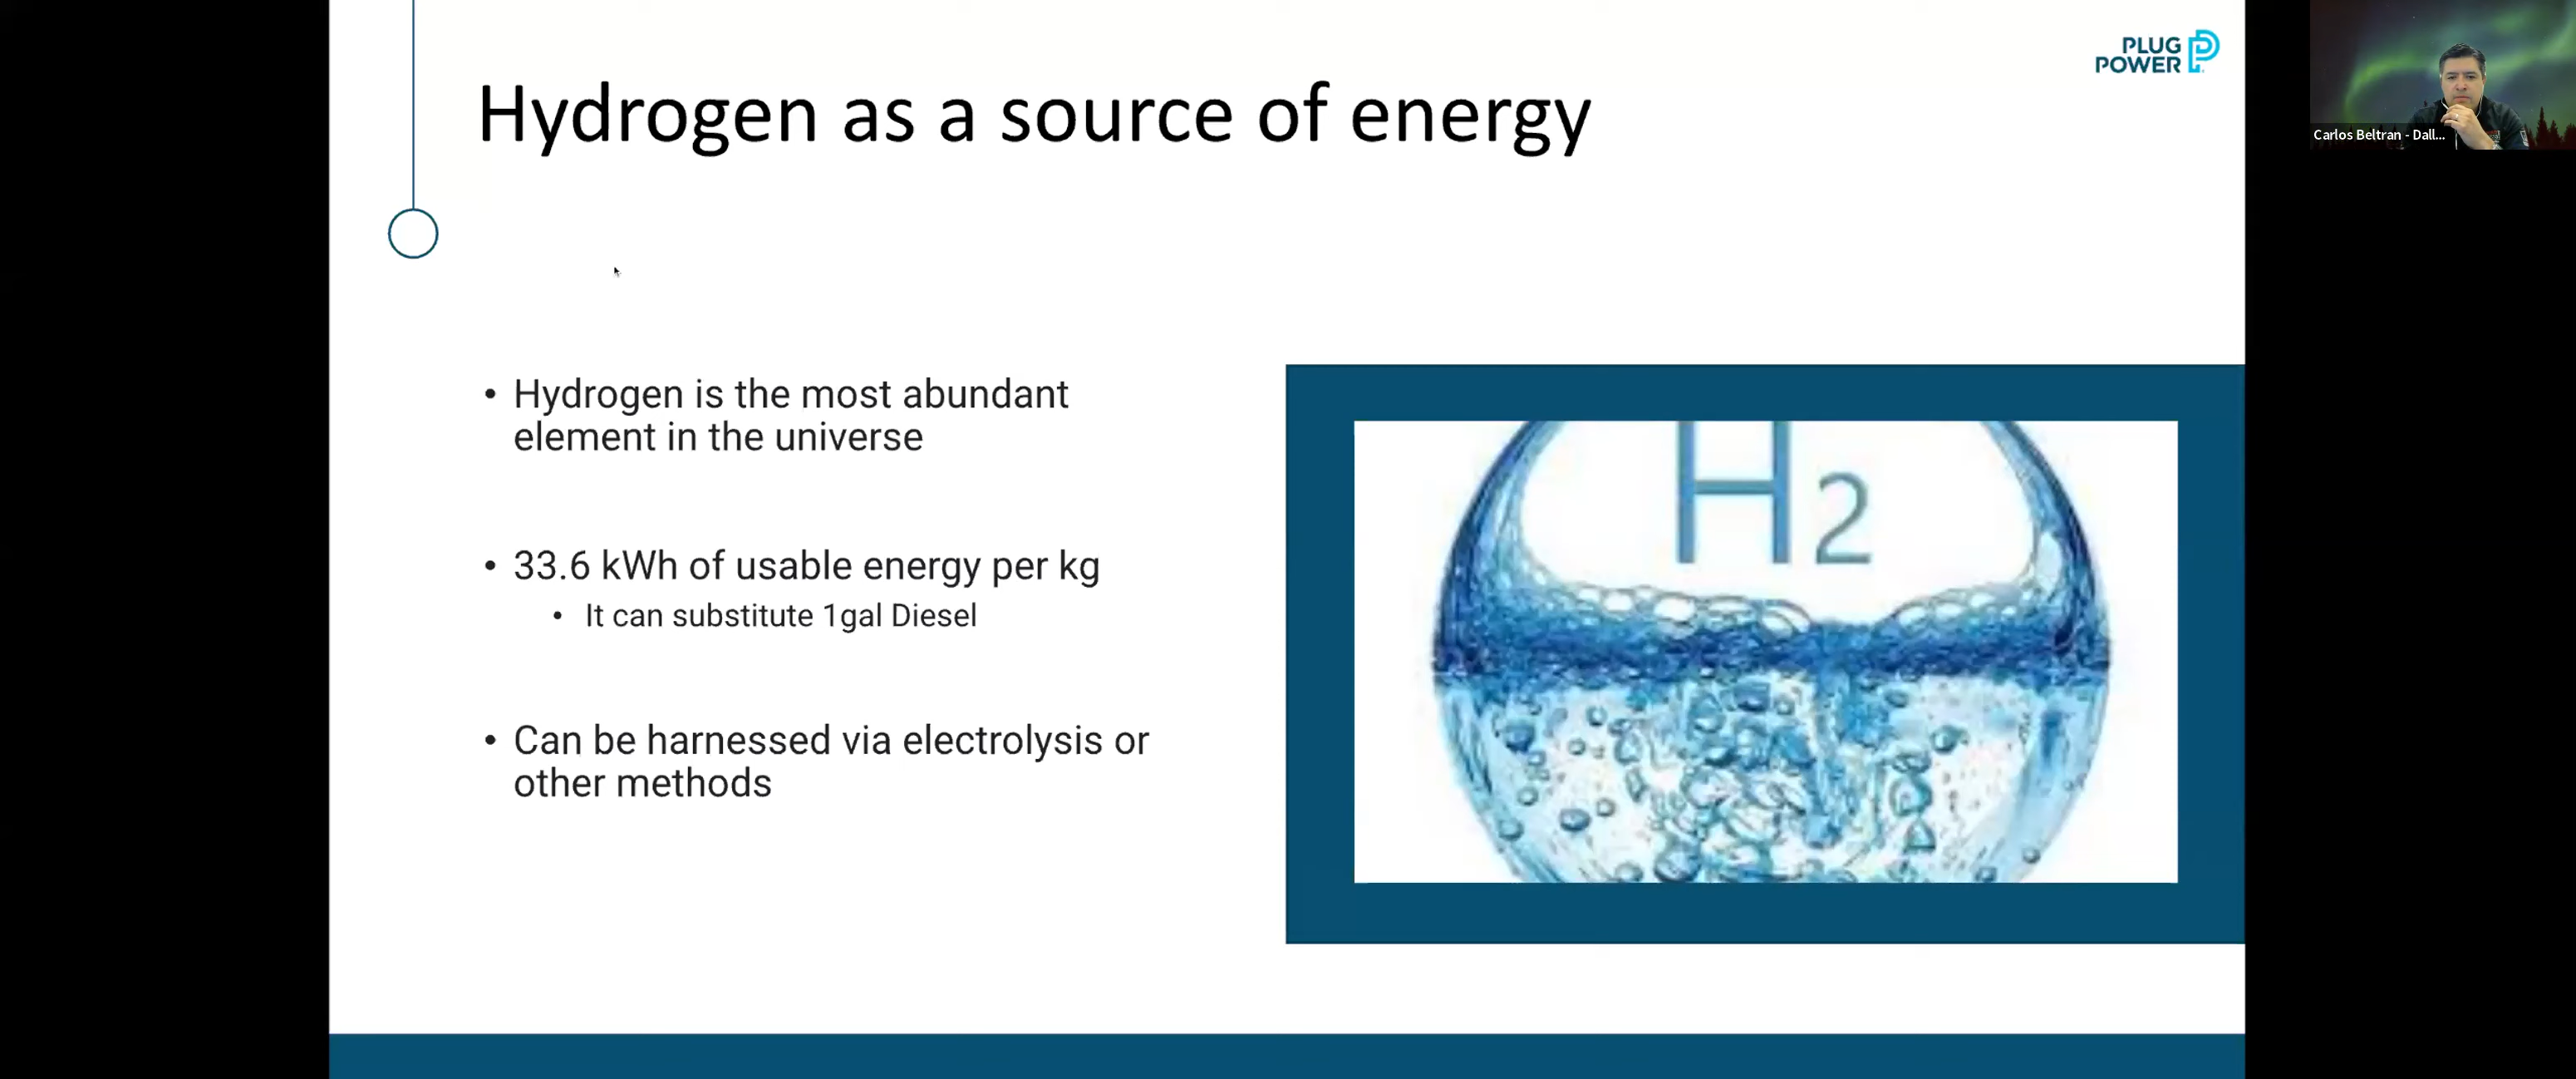 PLUG
POWER
Hydrogen as a source of energy
Carlos Beltran - Dall...
• Hydrogen is the most abundant
element in the universe
• 33.6 kWh of usable energy per kg
• It can substitute 1gal Diesel
• Can be harnessed via electrolysis or
other methods
H2